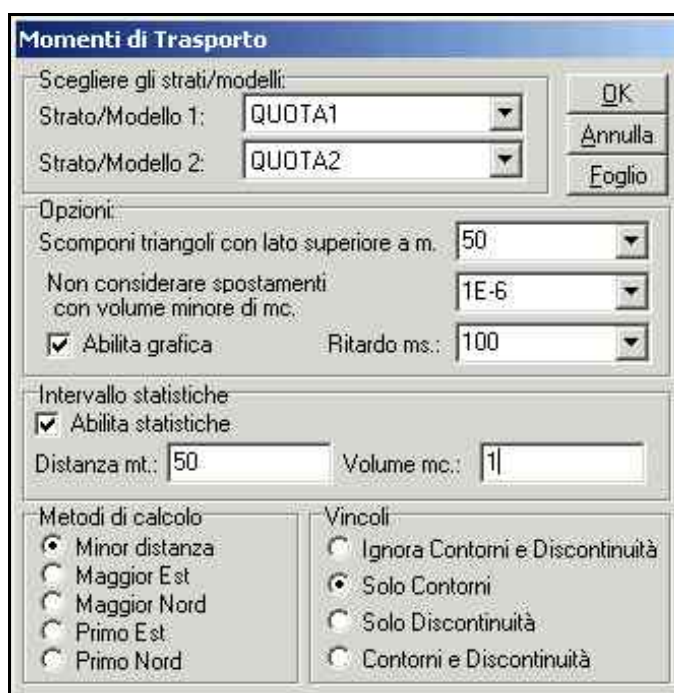 Momenti di Trasporto
Scegliere gli strati/modelli:
Strato/Modello 1: QUOTA1
Strato/Modello 2: QUOTA2
OK
Annulla
Foglio
Opzioni:
Scomponi triangoli con lato superiore a m. 50
Non considerare spostamenti
con volume minore di mc. 1E-6
Abilita grafica Ritardo ms.: 100
Intervallo statistiche
Abilita statistiche
Distanza mt.: 50 Volume mc.: 1
Metodi di calcolo
Minor distanza
Maggior Est
Maggior Nord
Primo Est
Primo Nord
Vincoli
Ignora Contorni e Discontinuità
Solo Contorni
Solo Discontinuità
Contorni e Discontinuità